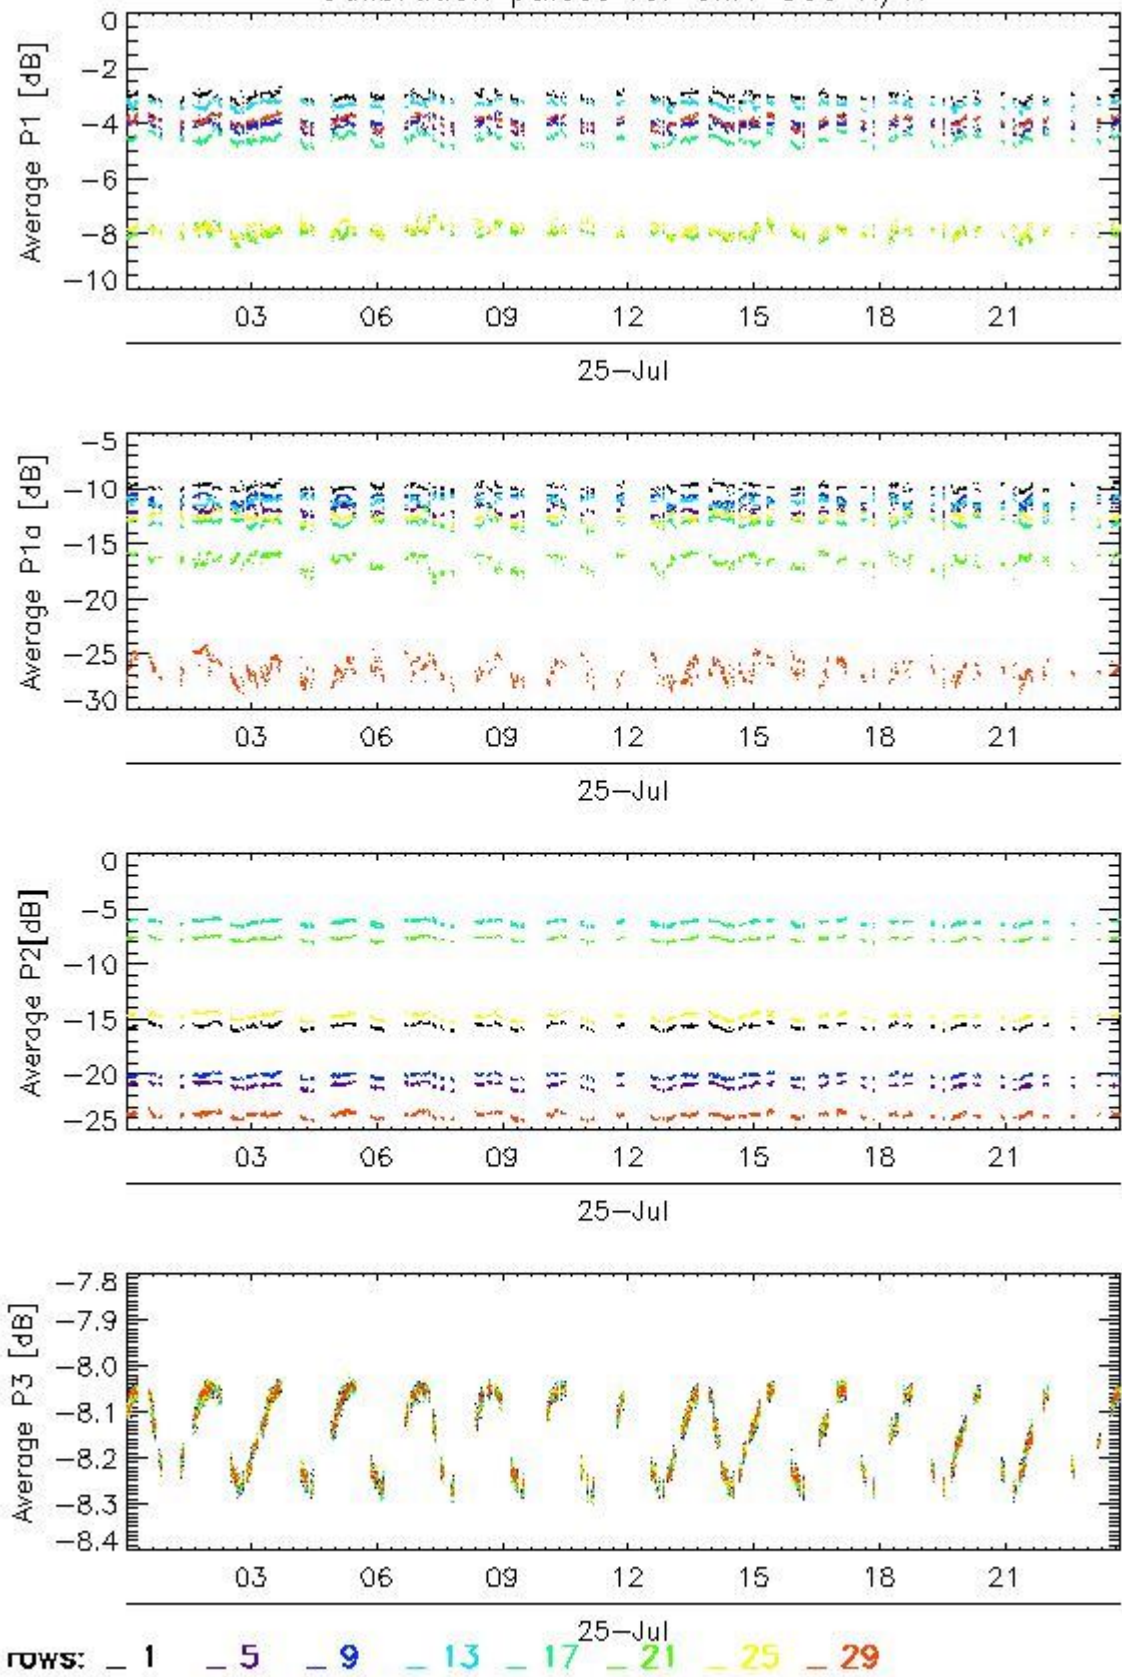 0
-2
-4
-6
-8
-10
Average P1 [dB]
03 06 09 12 15 18 21
25-Jul
-5
-10
-15
-20
-25
-30
Average P1a [dB]
03 06 09 12 15 18 21
25-Jul
0
-5
-10
-15
-20
-25
Average P2[dB]
03 06 09 12 15 18 21
25-Jul
-7.8
-7.9
-8.0
-8.1
-8.2
-8.3
-8.4
Average P3 [dB]
03 06 09 12 15 18 21
25-Jul
rows: _ 1 _ 5 _ 9 _ 13 _ 17 _ 21 _ 25 _ 29